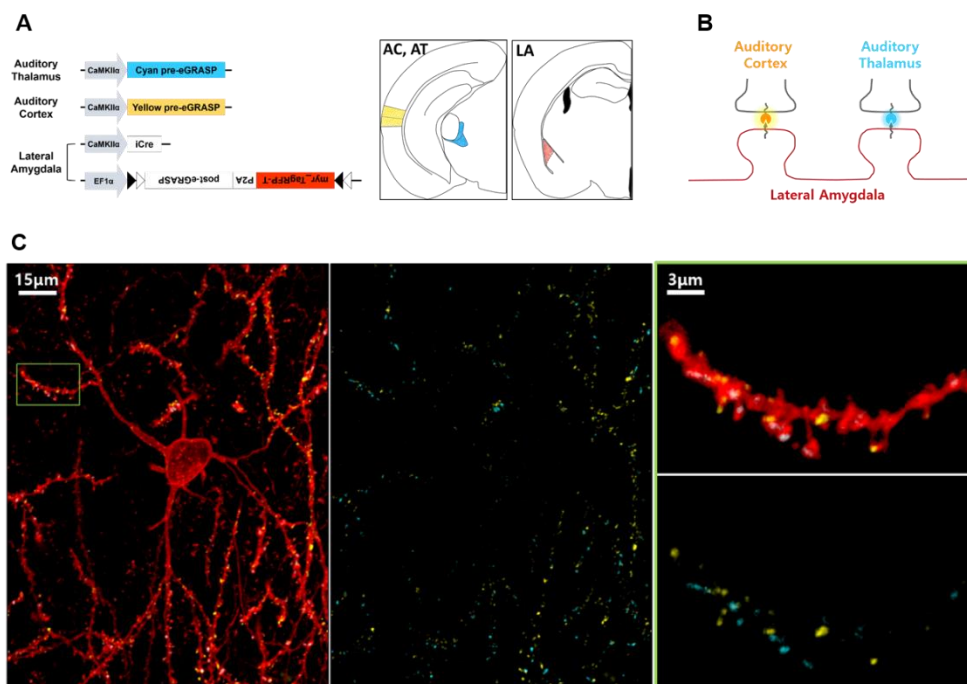 A
B
Auditory
Thalamus
CaMKIIα
Cyan pre-eGRASP
Auditory
Cortex
CaMKIIα
Yellow pre-eGRASP
Lateral
Amygdala
CaMKIIα
iCre
EF1α
post-eGRASP
P2A
myr_TagRFP-T
AC, AT
LA
Auditory
Cortex
Auditory
Thalamus
Lateral Amygdala
C
15μm
3μm